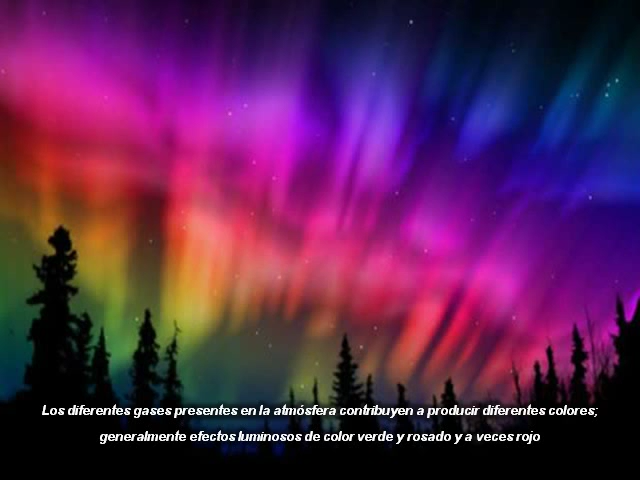 Los diferentes gases presentes en la atmósfera contribuyen a producir diferentes colores;
generalmente efectos luminosos de color verde y rosado y a veces rojo